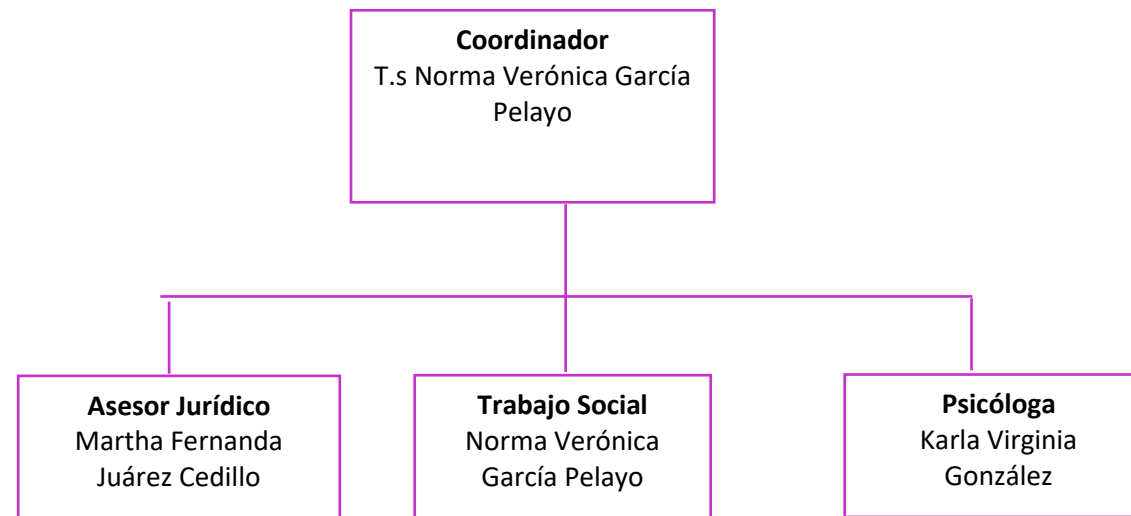 Coordinador
T.s Norma Verónica García
Pelayo
Asesor Jurídico
Martha Fernanda
Juárez Cedillo
Trabajo Social
Norma Verónica
García Pelayo
Psicóloga
Karla Virginia
González